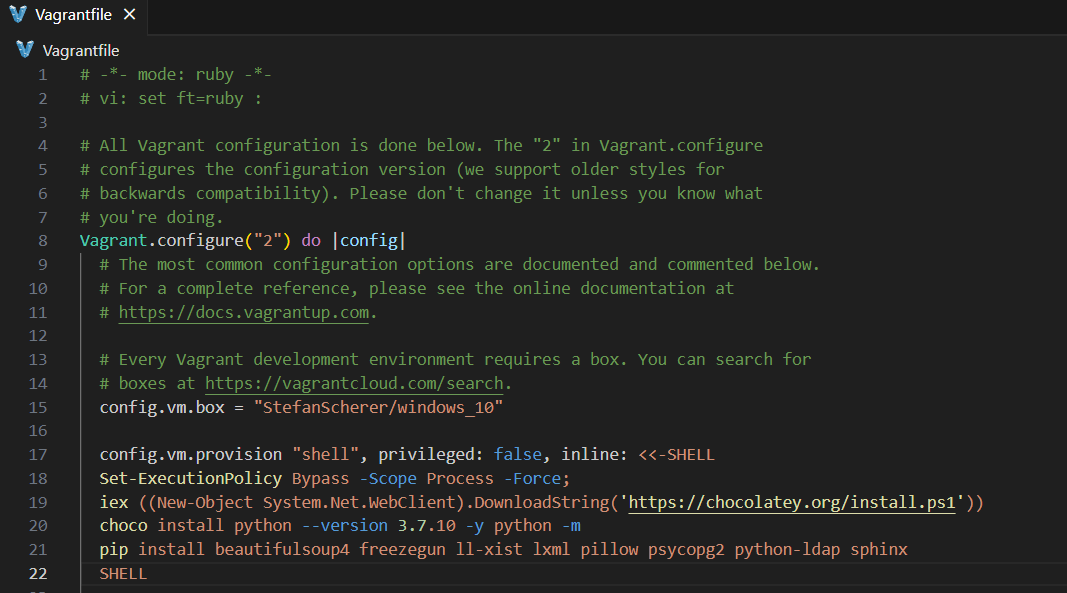 Vagrantfile ×
Vagrantfile
1 # -*- mode: ruby -*-
2 # vi: set ft=ruby :
3
4 # All Vagrant configuration is done below. The "2" in Vagrant.configure
5 # configures the configuration version (we support older styles for
6 # backwards compatibility). Please don't change it unless you know what
7 # you're doing.
8 Vagrant.configure("2") do |config|
9 # The most common configuration options are documented and commented below.
10 # For a complete reference, please see the online documentation at
11 # https://docs.vagrantup.com.
12
13 # Every Vagrant development environment requires a box. You can search for
14 # boxes at https://vagrantcloud.com/search.
15 config.vm.box = "StefanScherer/windows_10"
16
17 config.vm.provision "shell", privileged: false, inline: <<-SHELL
18 Set-ExecutionPolicy Bypass -Scope Process -Force;
19 iex ((New-Object System.Net.WebClient).DownloadString('https://chocolatey.org/install.ps1'))
20 choco install python --version 3.7.10 -y python -m
21 pip install beautifulsoup4 freezegun ll-xist lxml pillow psycopg2 python-ldap sphinx
22 SHELL